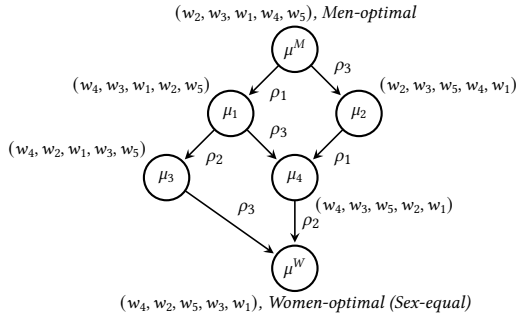 (w₂, w₃, w₁, w₄, w₅), Men-optimal
μᴹ
ρ₁ ρ₃
(w₄, w₃, w₁, w₂, w₅) μ₁ μ₂ (w₂, w₃, w₅, w₄, w₁)
ρ₂ ρ₃ ρ₁
(w₄, w₂, w₁, w₃, w₅) μ₃ μ₄
ρ₃ ρ₂ (w₄, w₃, w₅, w₂, w₁)
μᵂ
(w₄, w₂, w₅, w₃, w₁), Women-optimal (Sex-equal)